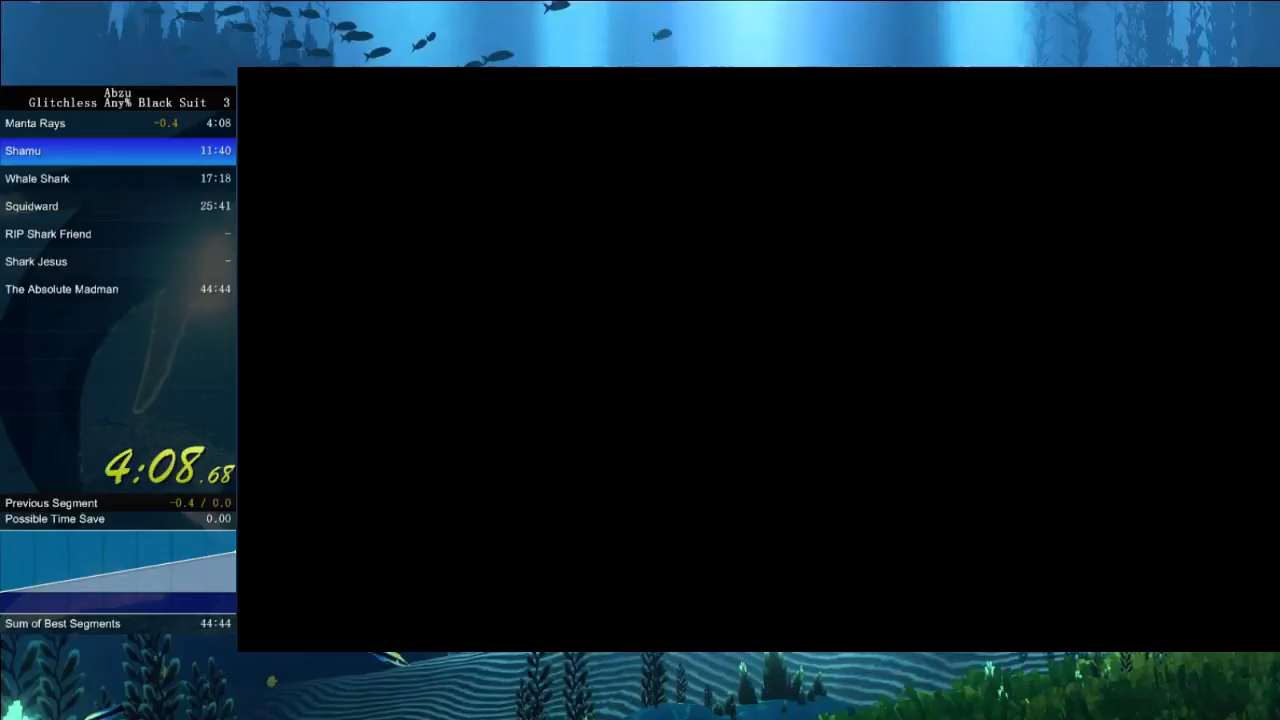 Abzu
Glitchless Any% Black Suit 3
Manta Rays -0.4 4:08
Shamu 11:40
Whale Shark 17:18
Squidward 25:41
RIP Shark Friend –
Shark Jesus –
The Absolute Madman 44:44
4:08.68
Previous Segment -0.4 / 0.0
Possible Time Save 0.00
Sum of Best Segments 44:44